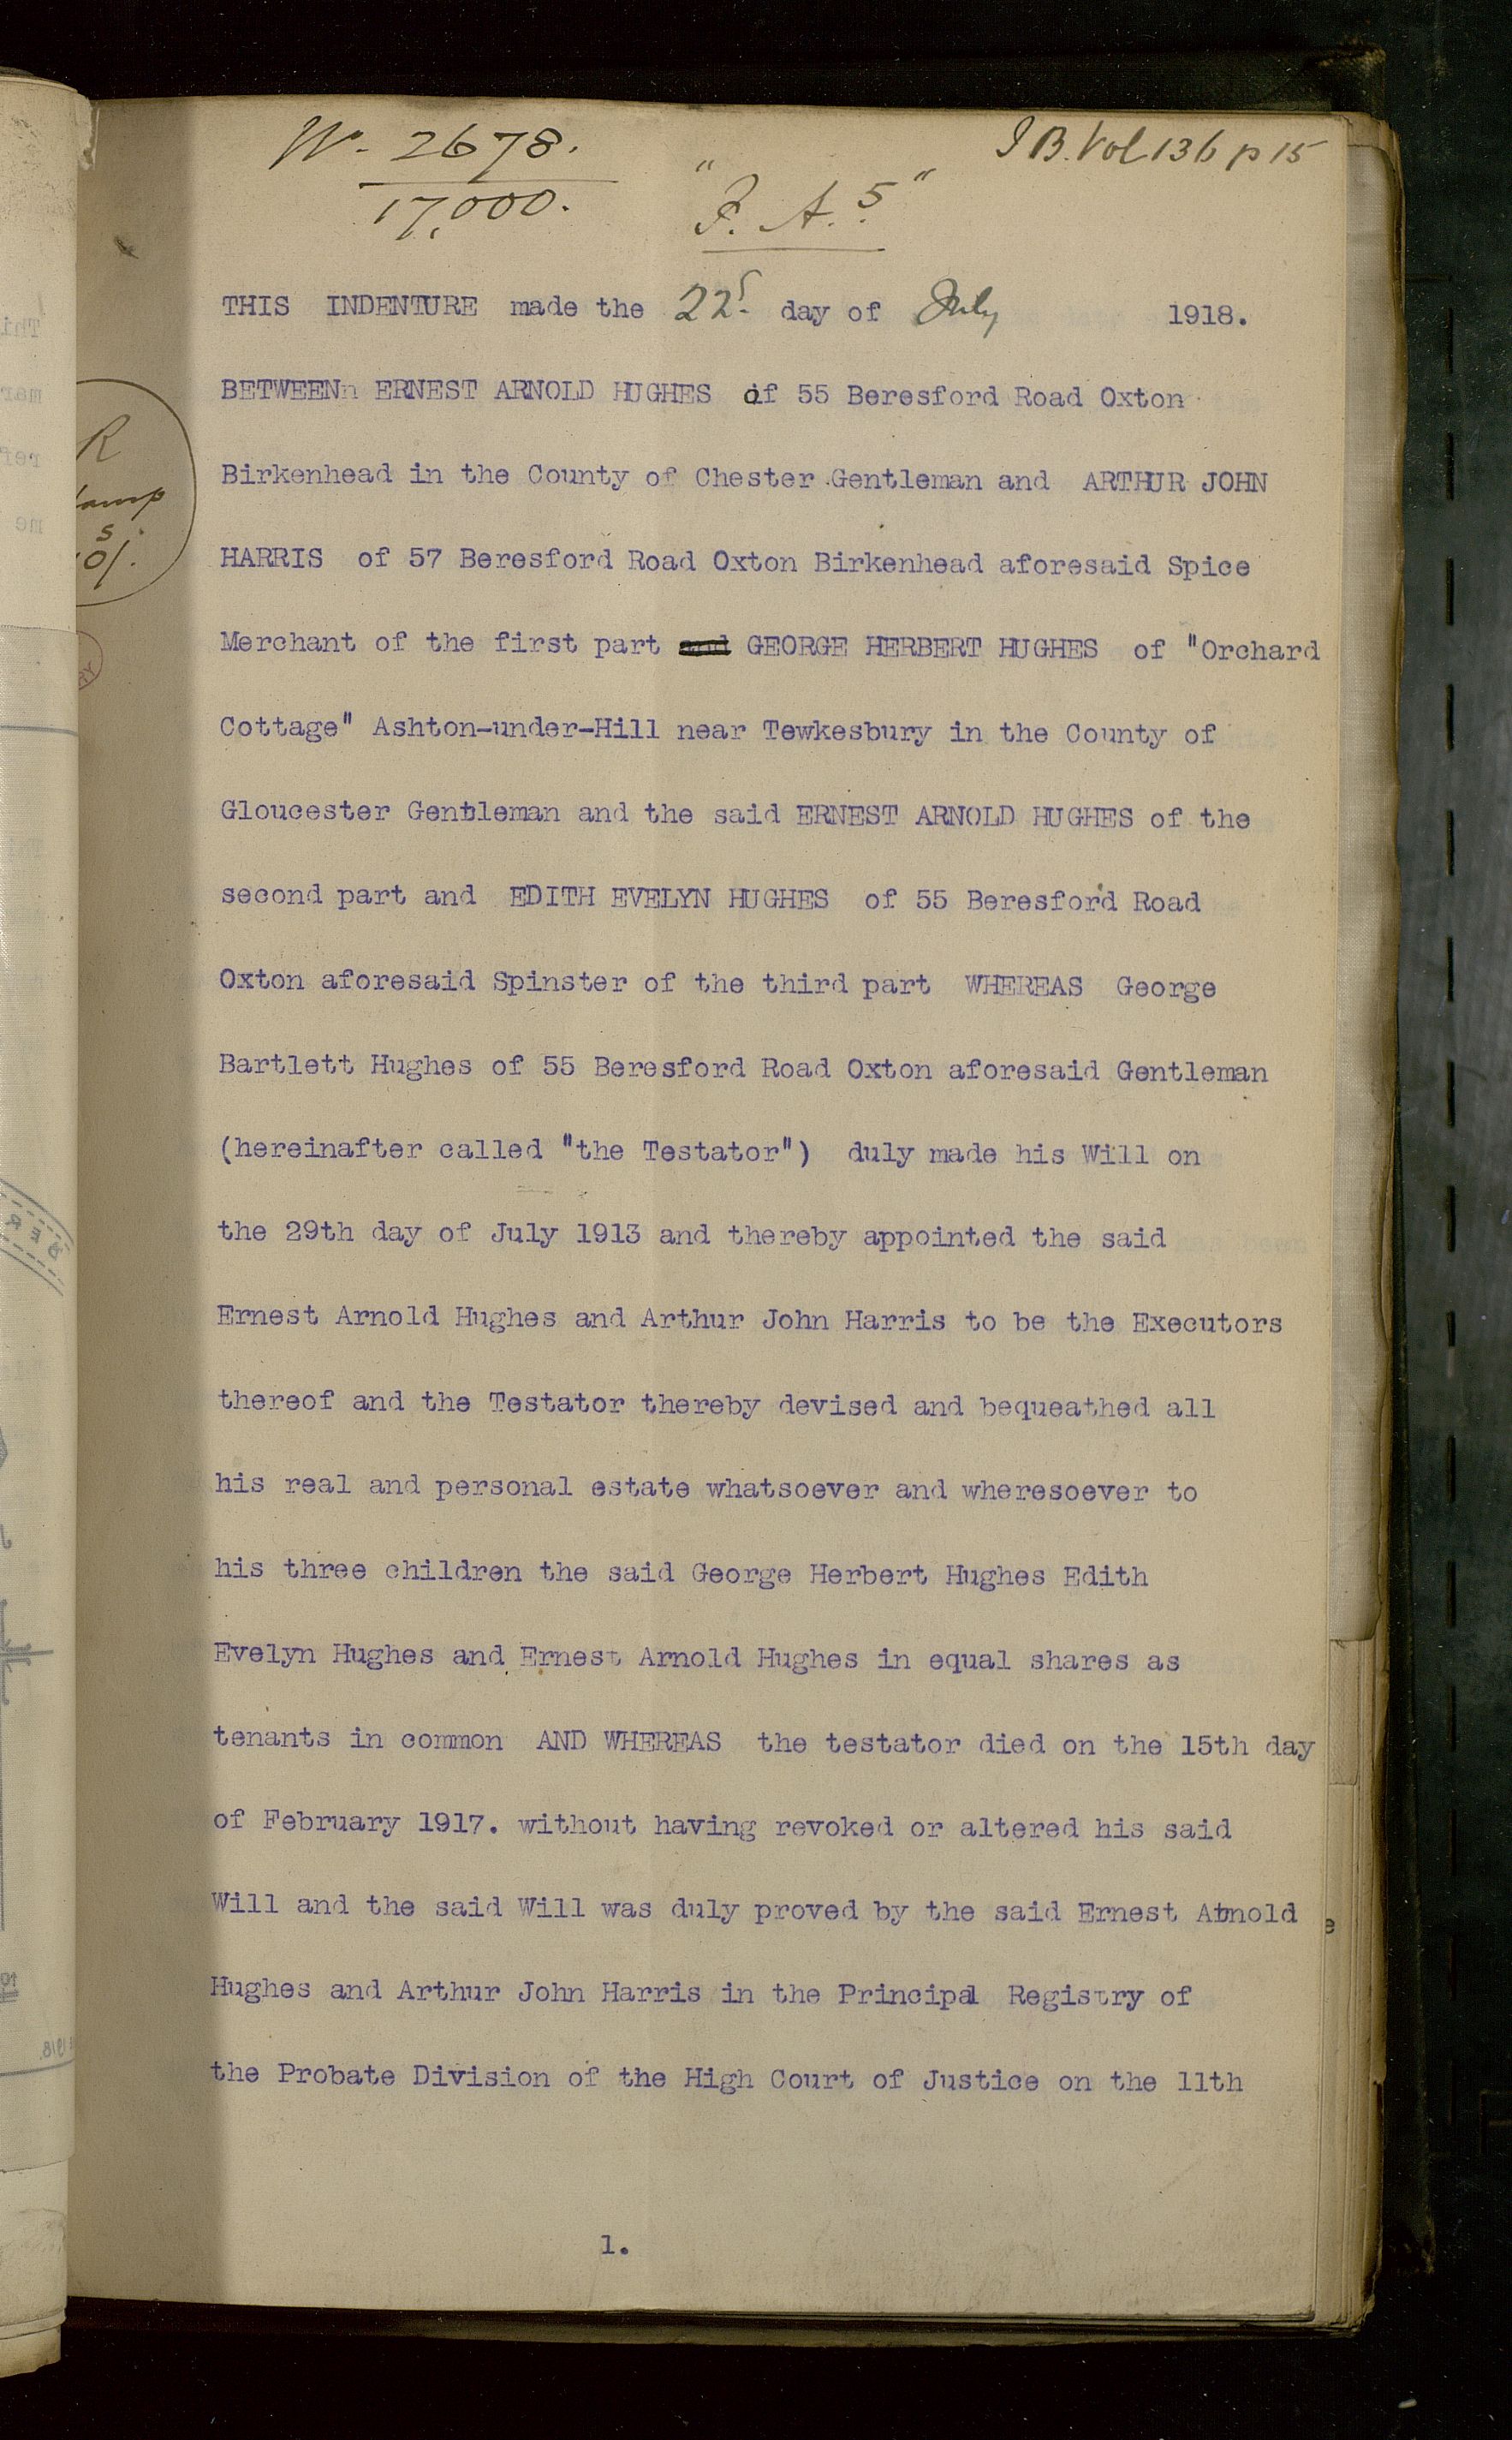 W. 2678.
17,000.
"F. A. 5"
I B. Vol 136 p 15
THIS INDENTURE made the 22 day of July 1918.
BETWEENn ERNEST ARNOLD HUGHES of 55 Beresford Road Oxton
Birkenhead in the County of Chester Gentleman and ARTHUR JOHN
HARRIS of 57 Beresford Road Oxton Birkenhead aforesaid Spice
Merchant of the first part and GEORGE HERBERT HUGHES of "Orchard
Cottage" Ashton-under-Hill near Tewkesbury in the County of
Gloucester Gentleman and the said ERNEST ARNOLD HUGHES of the
second part and EDITH EVELYN HUGHES of 55 Beresford Road
Oxton aforesaid Spinster of the third part WHEREAS George
Bartlett Hughes of 55 Beresford Road Oxton aforesaid Gentleman
(hereinafter called "the Testator") duly made his Will on
the 29th day of July 1913 and thereby appointed the said
Ernest Arnold Hughes and Arthur John Harris to be the Executors
thereof and the Testator thereby devised and bequeathed all
his real and personal estate whatsoever and wheresoever to
his three children the said George Herbert Hughes Edith
Evelyn Hughes and Ernest Arnold Hughes in equal shares as
tenants in common AND WHEREAS the testator died on the 15th day
of February 1917. without having revoked or altered his said
Will and the said Will was duly proved by the said Ernest Arnold
Hughes and Arthur John Harris in the Principal Registry of
the Probate Division of the High Court of Justice on the 11th
1.